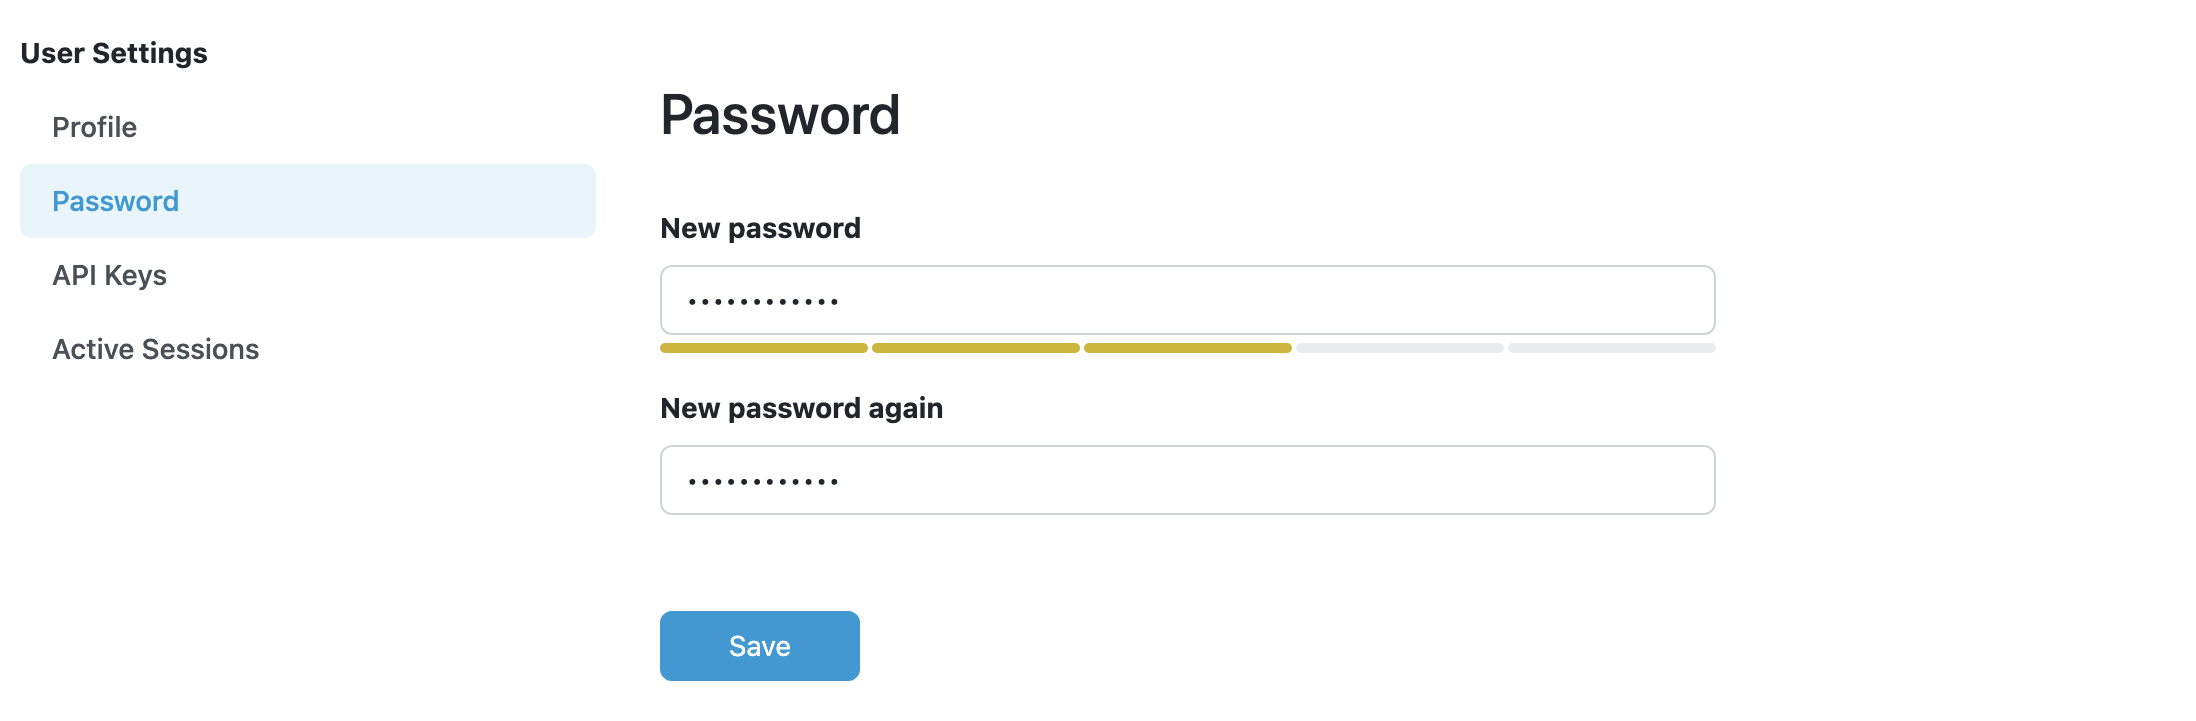 User Settings
Profile
Password
API Keys
Active Sessions
Password
New password
••••••••••••
New password again
••••••••••••
Save